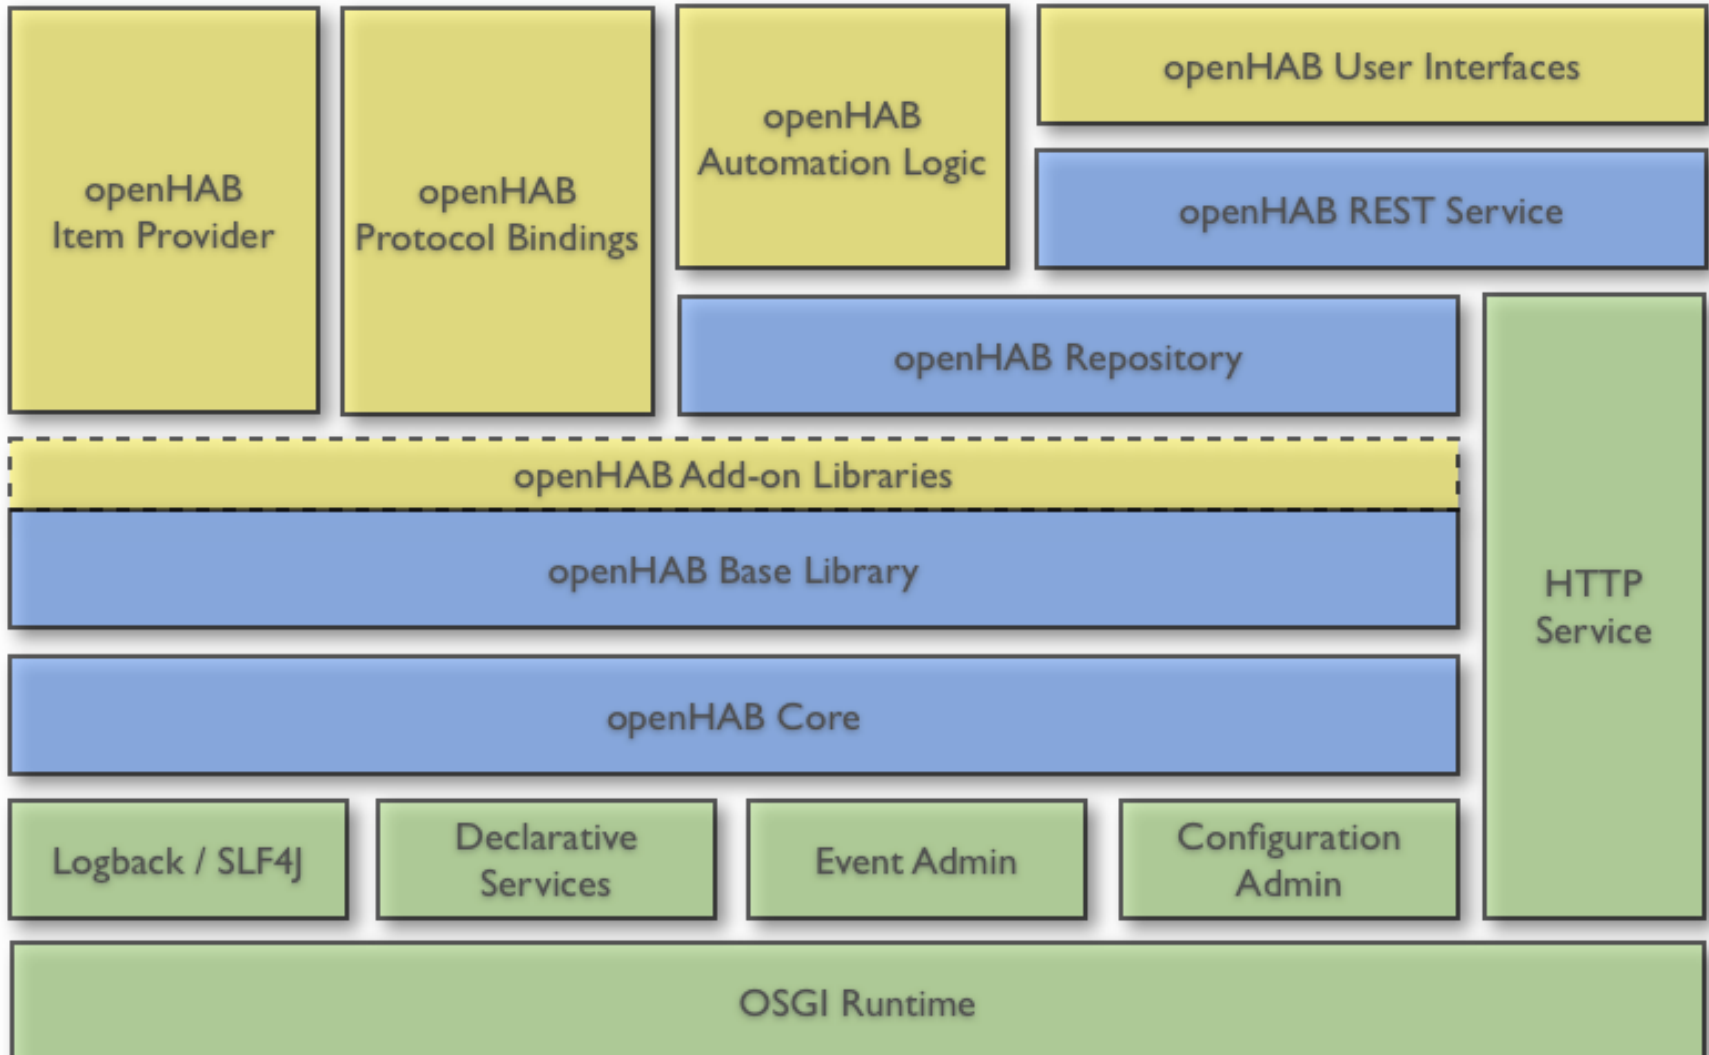 openHAB
Item Provider
openHAB
Protocol Bindings
openHAB
Automation Logic
openHAB User Interfaces
openHAB REST Service
openHAB Repository
openHAB Add-on Libraries
openHAB Base Library
HTTP
Service
openHAB Core
Logback / SLF4J
Declarative
Services
Event Admin
Configuration
Admin
OSGI Runtime